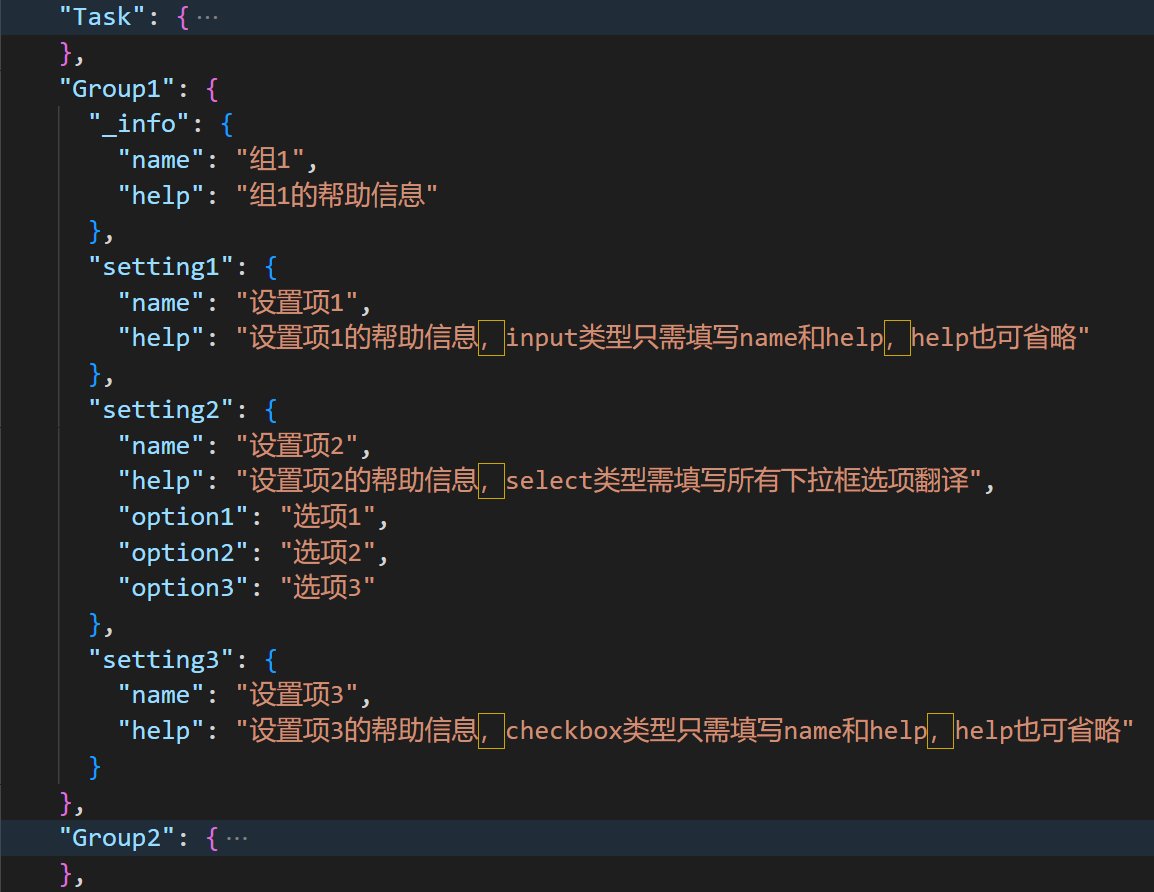 "Task": { ...
},
"Group1": {
"_info": {
"name": "组1",
"help": "组1的帮助信息"
},
"setting1": {
"name": "设置项1",
"help": "设置项1的帮助信息，input类型只需填写name和help，help也可省略"
},
"setting2": {
"name": "设置项2",
"help": "设置项2的帮助信息，select类型需填写所有下拉框选项翻译",
"option1": "选项1",
"option2": "选项2",
"option3": "选项3"
},
"setting3": {
"name": "设置项3",
"help": "设置项3的帮助信息，checkbox类型只需填写name和help，help也可省略"
}
},
"Group2": { ...
},